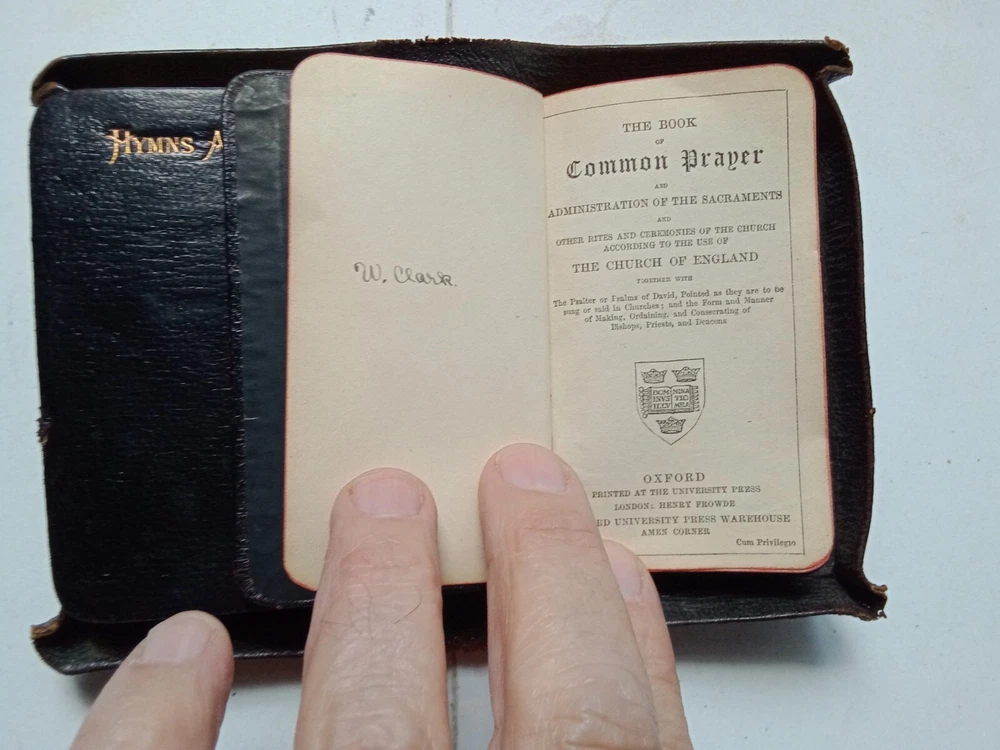 HYMNS A
W. Clark.
THE BOOK
OF
Common Prayer
AND
ADMINISTRATION OF THE SACRAMENTS
AND
OTHER RITES AND CEREMONIES OF THE CHURCH
ACCORDING TO THE USE OF
THE CHURCH OF ENGLAND
TOGETHER WITH
The Psalter or Psalms of David, Pointed as they are to be
sung or said in Churches; and the Form and Manner
of Making, Ordaining, and Consecrating of
Bishops, Priests, and Deacons
OXFORD
PRINTED AT THE UNIVERSITY PRESS
LONDON: HENRY FROWDE
RD UNIVERSITY PRESS WAREHOUSE
AMEN CORNER
Cum Privilegio